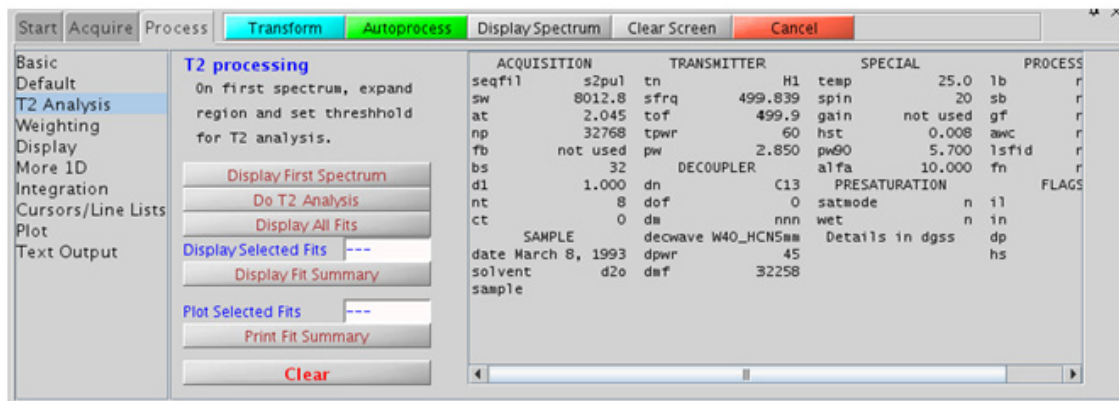 Start Acquire Process Transform Autoprocess Display Spectrum Clear Screen Cancel
Basic
Default
T2 Analysis
Weighting
Display
More 1D
Integration
Cursors/Line Lists
Plot
Text Output
T2 processing
On first spectrum, expand
region and set threshhold
for T2 analysis.
Display First Spectrum
Do T2 Analysis
Display All Fits
Display Selected Fits ---
Display Fit Summary
Plot Selected Fits ---
Print Fit Summary
Clear
ACQUISITION TRANSMITTER SPECIAL PROCESS
seqfil s2pul tn H1 temp 25.0 lb r
sw 8012.8 sfrq 499.839 spin 20 sb r
at 2.045 tof 499.9 gain not used gf r
np 32768 tpwr 60 hst 0.008 awc r
fb not used pw 2.850 pw90 5.700 lsfid r
bs 32 DECOUPLER alfa 10.000 fn r
d1 1.000 dn C13 PRESATURATION FLAGS
nt 8 dof 0 satmode n il
ct 0 dm nnn wet n in
SAMPLE decwave W40_HCN5mm Details in dgss dp
date March 8, 1993 dpwr 45 hs
solvent d2o dmf 32258
sample